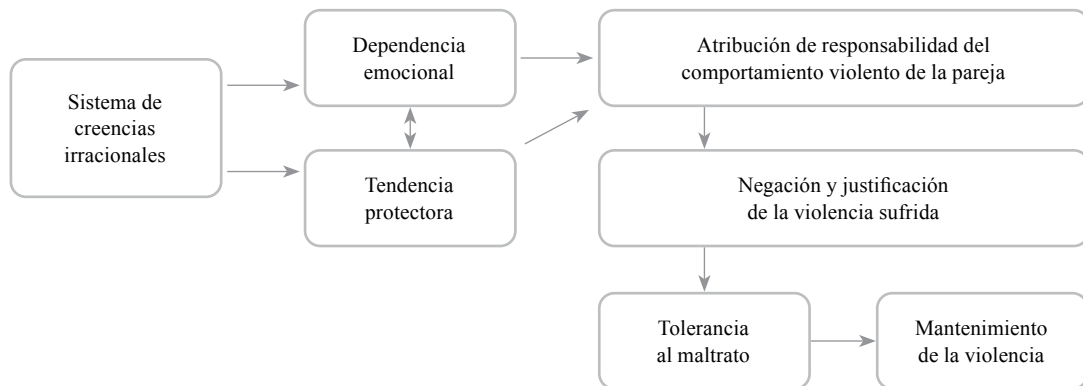 Sistema de
creencias
irracionales
Dependencia
emocional
Tendencia
protectora
Atribución de responsabilidad del
comportamiento violento de la pareja
Negación y justificación
de la violencia sufrida
Tolerancia
al maltrato
Mantenimiento
de la violencia